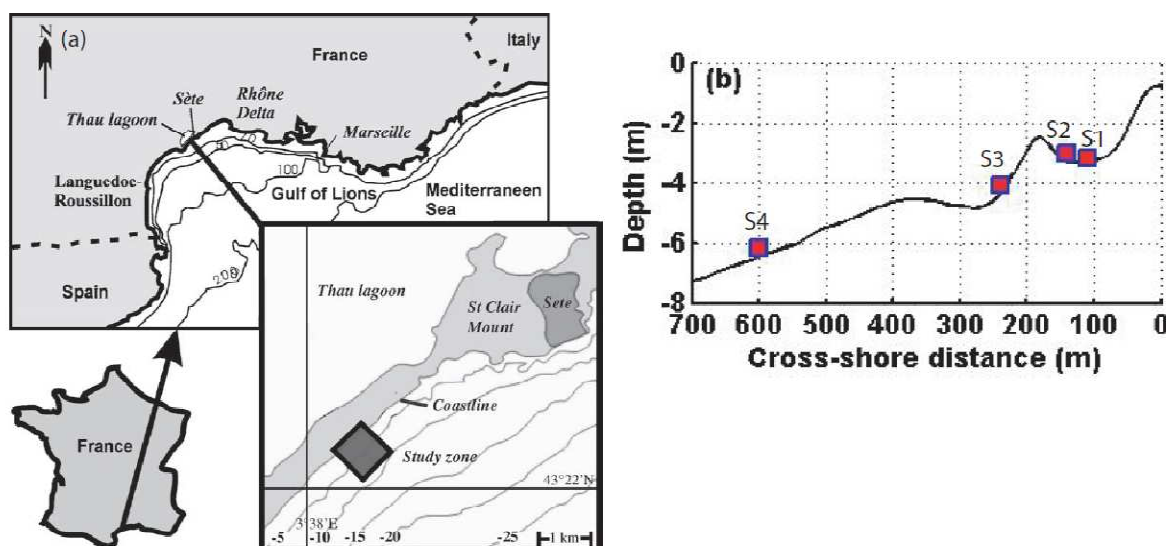 N
(a)
France
Italy
Sète
Rhône
Delta
Thau lagoon
Marseille
100
Languedoc-
Roussillon
Gulf of Lions
Mediterraneen
Sea
200
Spain
France
Thau lagoon
St Clair
Mount
Sete
Coastline
Study zone
43°22'N
3°38'E
-5 -10 -15 -20 -25
1 km
(b)
0
-2
-4
-6
-8
Depth (m)
S4
S3
S2
S1
700 600 500 400 300 200 100 0
Cross-shore distance (m)